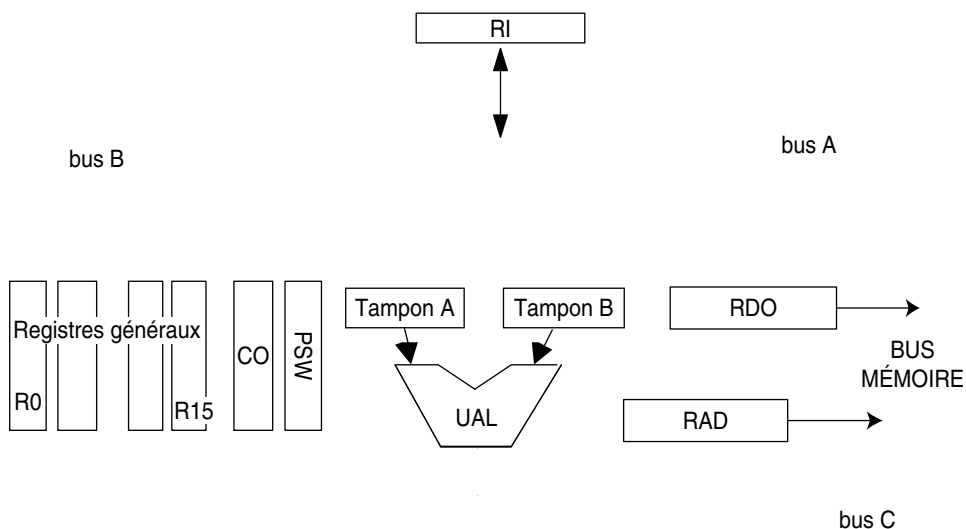 RI
bus B
bus A
Registres généraux
R0
R15
CO
PSW
Tampon A
Tampon B
UAL
RDO
RAD
BUS
MÉMOIRE
bus C